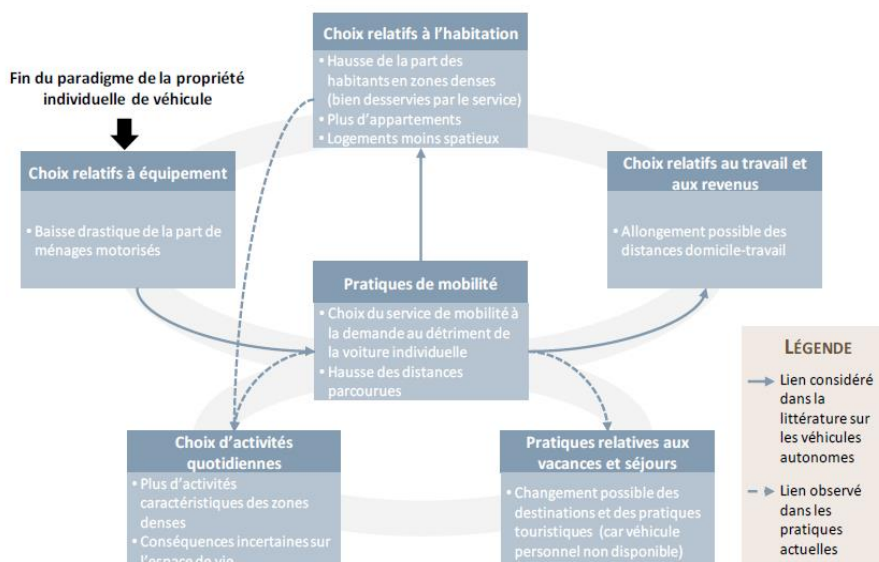 Choix relatifs à l'habitation
• Hausse de la part des
habitants en zones denses
(bien desservies par le service)
• Plus d'appartements
• Logements moins spatieux
Fin du paradigme de la propriété
individuelle de véhicule
Choix relatifs à équipement
• Baisse drastique de la part de
ménages motorisés
Choix relatifs au travail et
aux revenus
• Allongement possible des
distances domicile-travail
Pratiques de mobilité
• Choix du service de mobilité à
la demande au détriment de
la voiture individuelle
• Hausse des distances
parcourues
Choix d'activités
quotidiennes
• Plus d'activités
caractéristiques des zones
denses
• Conséquences incertaines sur
l'espace de vie
Pratiques relatives aux
vacances et séjours
• Changement possible des
destinations et des pratiques
touristiques (car véhicule
personnel non disponible)
LÉGENDE
Lien considéré
dans la
littérature sur
les véhicules
autonomes
Lien observé
dans les
pratiques
actuelles